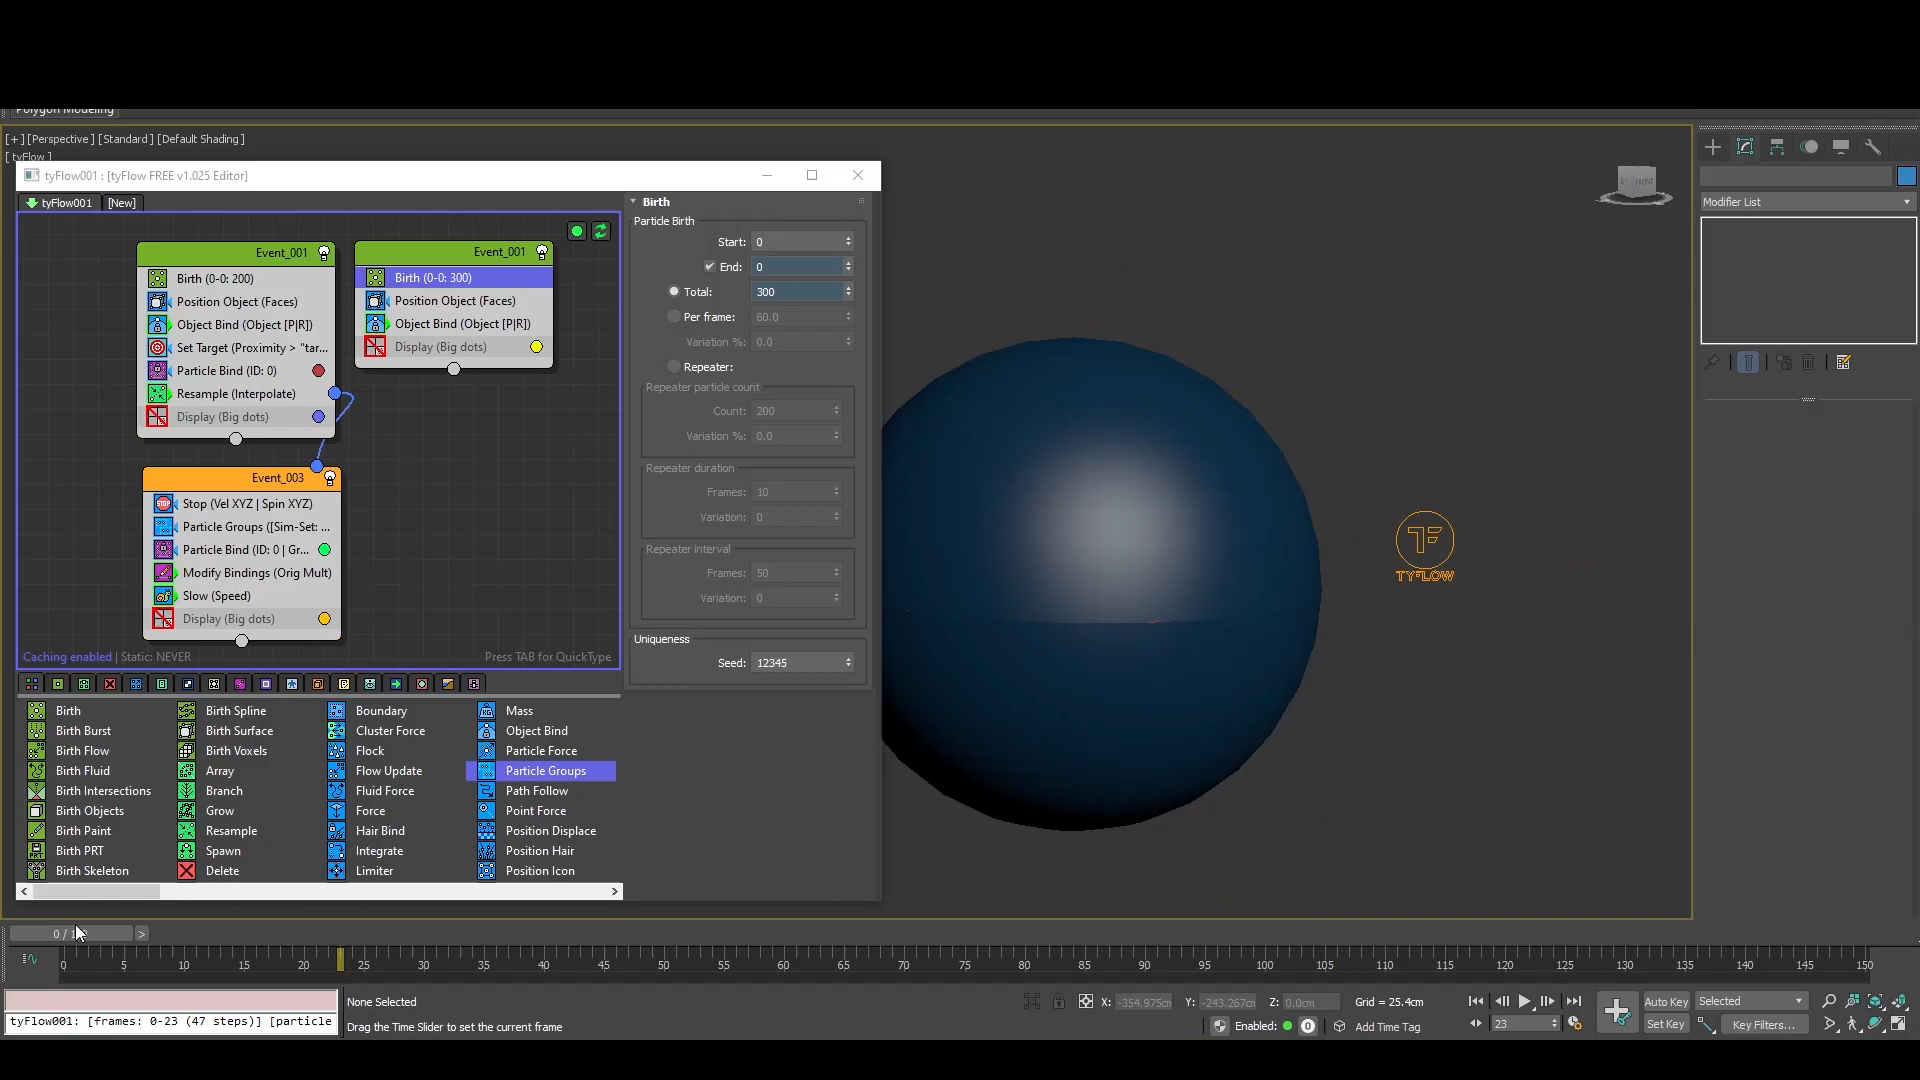 Polygon Modeling
[+] [Perspective] [Standard] [Default Shading]
[ tyFlow ]
tyFlow001 : [tyFlow FREE v1.025 Editor]
tyFlow001 [New]
Event_001
Birth (0-0: 200)
Position Object (Faces)
Object Bind (Object [P|R])
Set Target (Proximity > "tar...
Particle Bind (ID: 0)
Resample (Interpolate)
Display (Big dots)
Event_001
Birth (0-0: 300)
Position Object (Faces)
Object Bind (Object [P|R])
Display (Big dots)
Event_003
Stop (Vel XYZ | Spin XYZ)
Particle Groups ([Sim-Set: ...
Particle Bind (ID: 0 | Gr...
Modify Bindings (Orig Mult)
Slow (Speed)
Display (Big dots)
Caching enabled | Static: NEVER
Press TAB for QuickType
Birth
Particle Birth
Start: 0
End: 0
Total: 300
Per frame: 60.0
Variation %: 0.0
Repeater:
Repeater particle count
Count: 200
Variation %: 0.0
Repeater duration
Frames: 10
Variation: 0
Repeater interval
Frames: 50
Variation: 0
Uniqueness
Seed: 12345
Birth
Birth Burst
Birth Flow
Birth Fluid
Birth Intersections
Birth Objects
Birth Paint
Birth PRT
Birth Skeleton
Birth Spline
Birth Surface
Birth Voxels
Array
Branch
Grow
Resample
Spawn
Delete
Boundary
Cluster Force
Flock
Flow Update
Fluid Force
Force
Hair Bind
Integrate
Limiter
Mass
Object Bind
Particle Force
Particle Groups
Path Follow
Point Force
Position Displace
Position Hair
Position Icon
TYFLOW
FRONT
Modifier List
0 /
0 5 10 15 20 25 30 35 40 45 50 55 60 65 70 75 80 85 90 95 100 105 110 115 120 125 130 135 140 145 150
tyFlow001: [frames: 0-23 (47 steps)] [particle
None Selected
Drag the Time Slider to set the current frame
X: -354.975cm Y: -243.267cm Z: 0.0cm Grid = 25.4cm
Enabled: 0 Add Time Tag
23
Auto Key Selected
Set Key Key Filters...